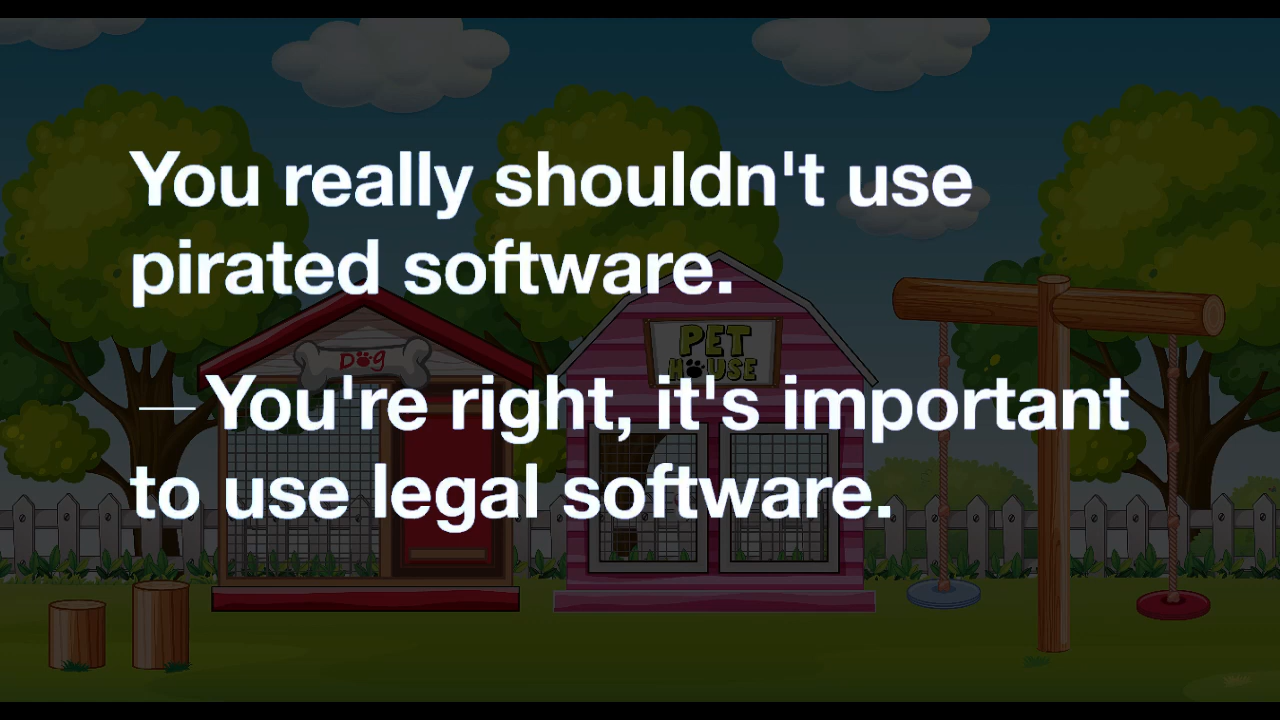 You really shouldn't use
pirated software.
Dog
PET
HOUSE
— You're right, it's important
to use legal software.